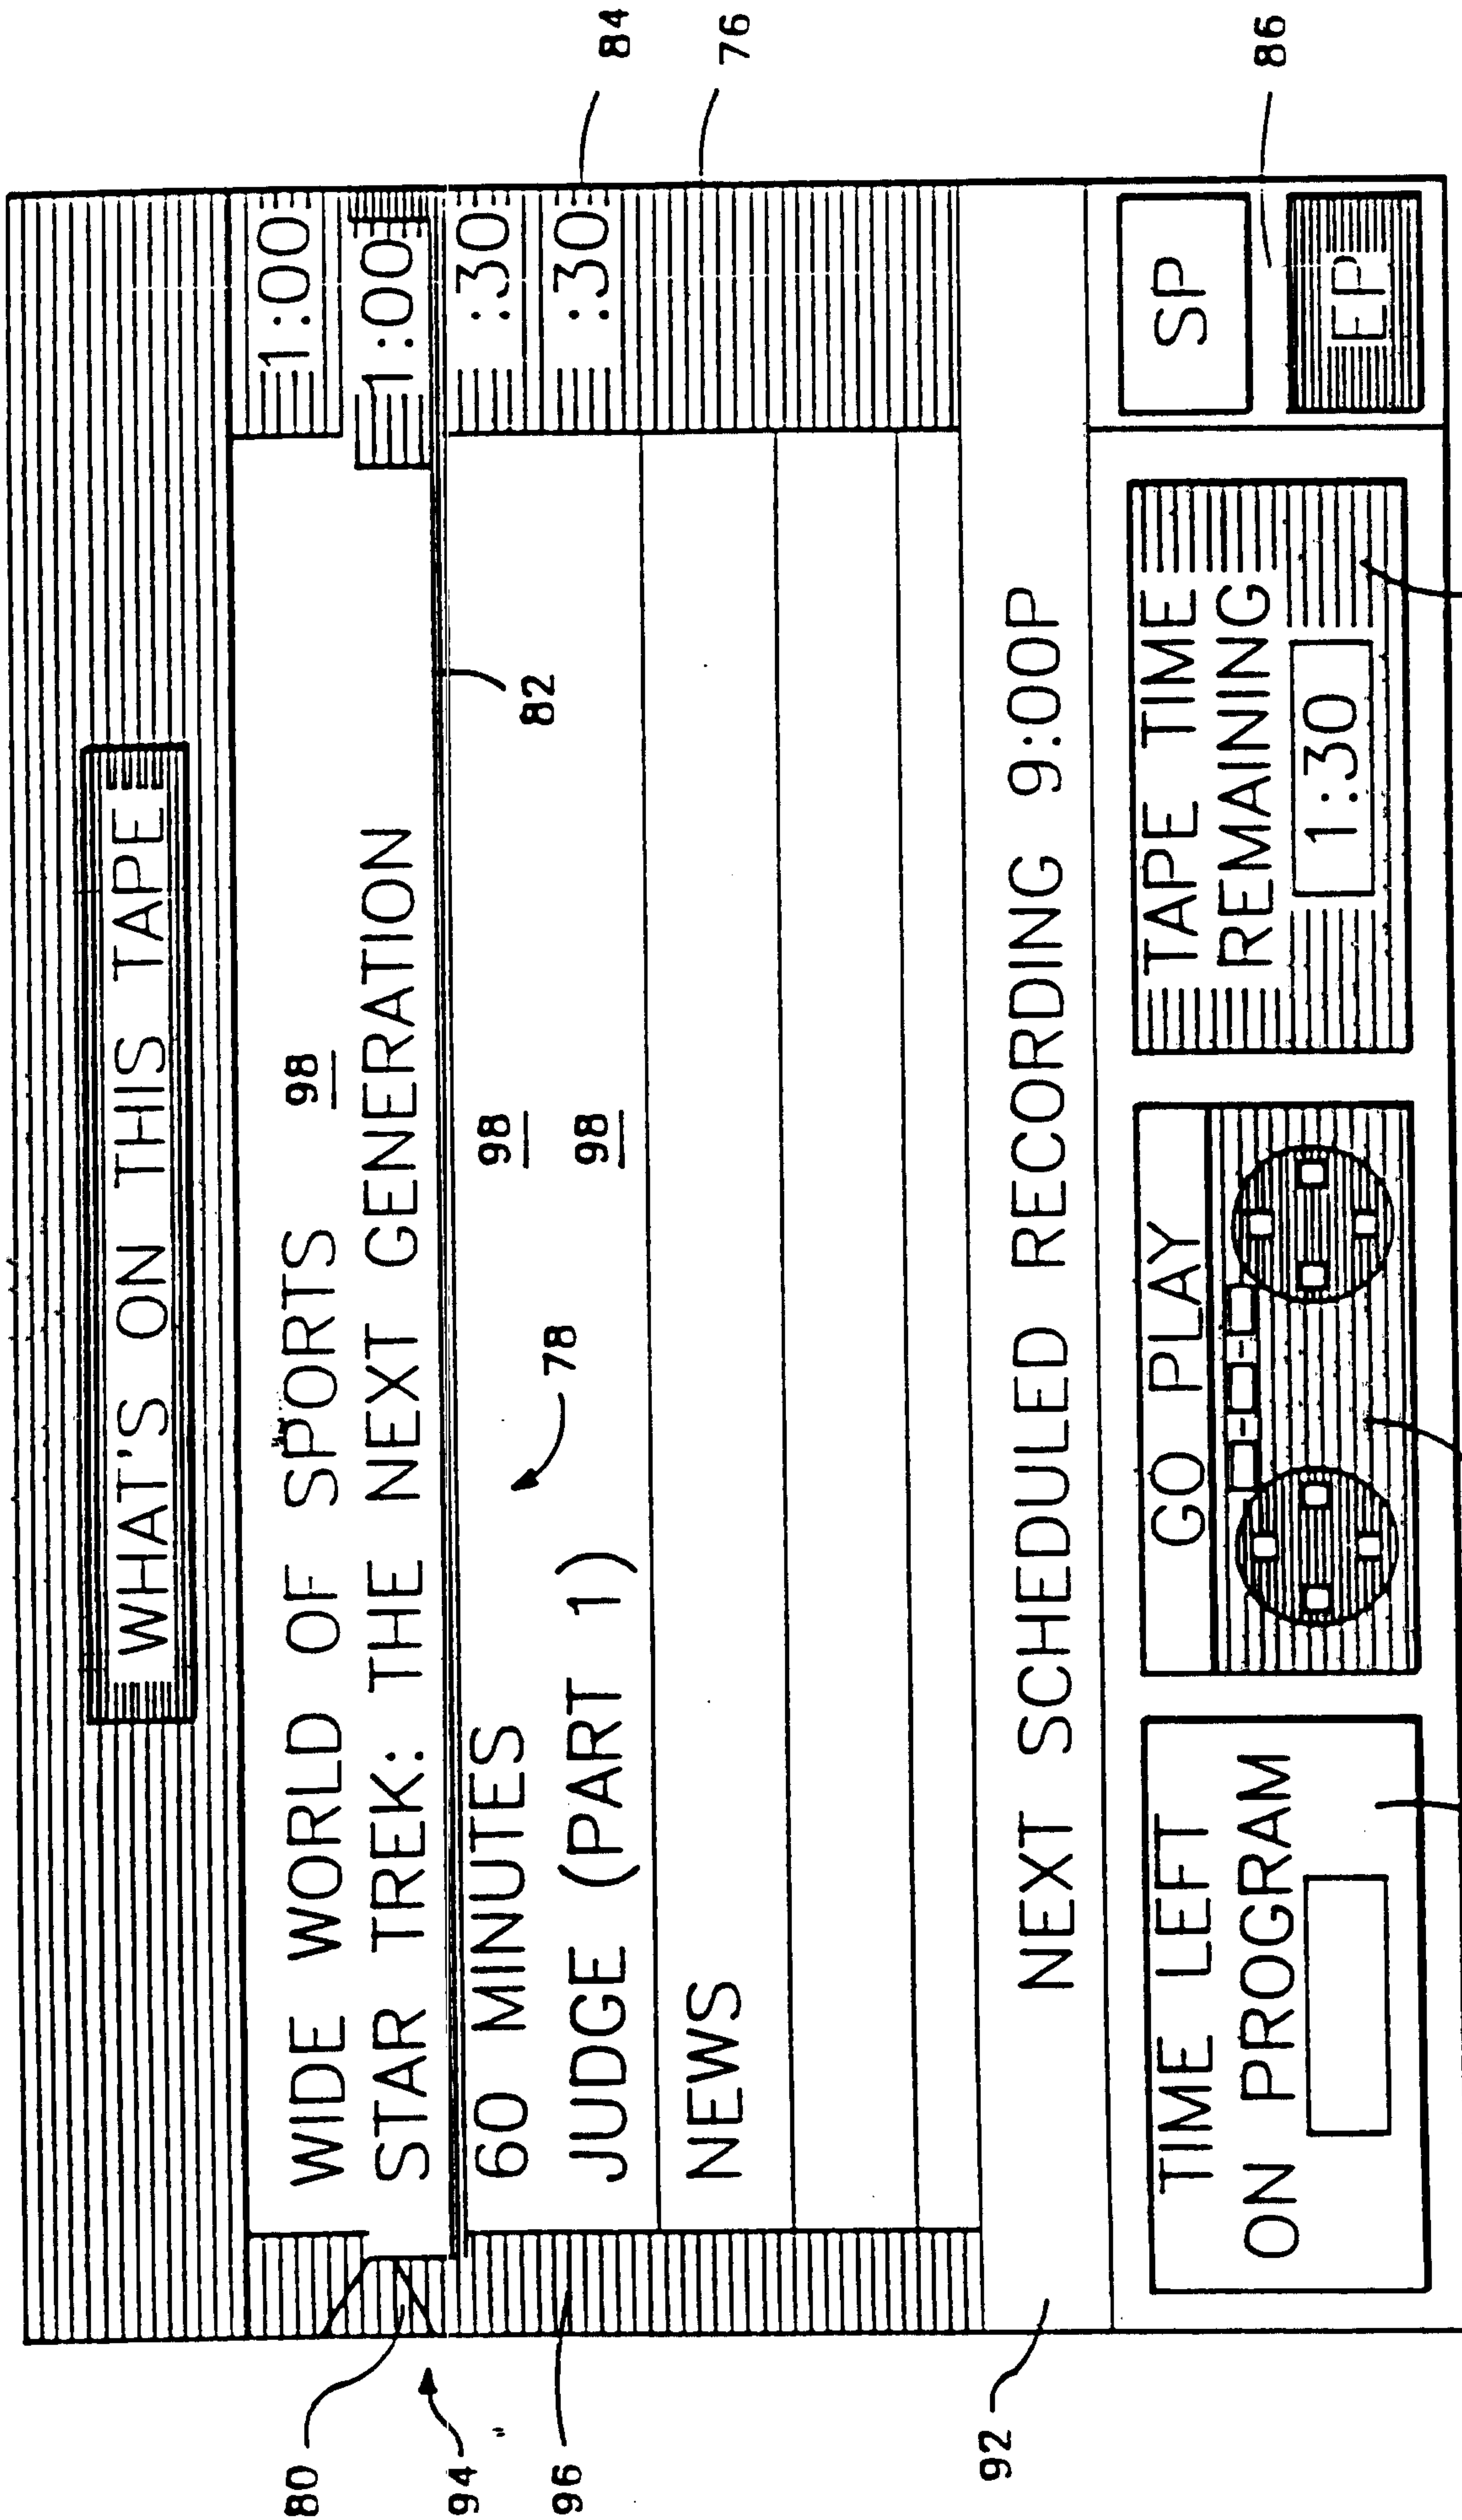 WHAT'S ON THIS TAPE
WIDE WORLD OF SPORTS 98 1:00
STAR TREK: THE NEXT GENERATION 1:00
60 MINUTES 98 :30
JUDGE (PART 1) 98 :30
NEWS
NEXT SCHEDULED RECORDING 9:00P
TIME LEFT
ON PROGRAM
GO PLAY
TAPE TIME
REMAINING
1:30
SP
EP
80
94
96
92
78
82
84
76
86